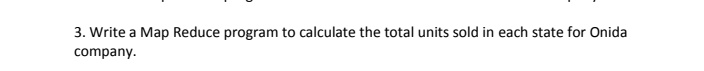 3. Write a Map Reduce program to calculate the total units sold in each state for Onida
company.